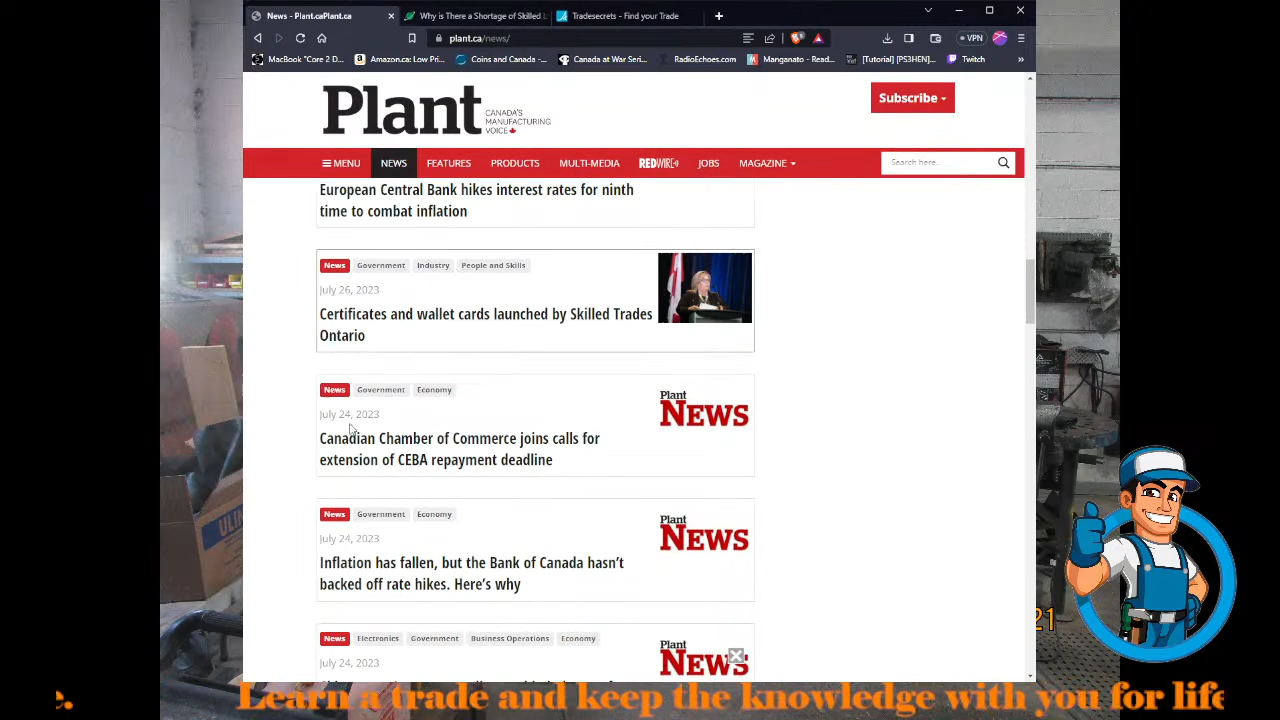 News - Plant.caPlant.ca
Why is There a Shortage of Skilled
Tradesecrets - Find your Trade
plant.ca/news/
VPN
MacBook "Core 2 D...
Amazon.ca: Low Pri...
Coins and Canada -...
Canada at War Seri...
RadioEchoes.com
Manganato - Read...
[Tutorial] [PS3HEN]...
Twitch
Plant
CANADA'S
MANUFACTURING
VOICE
Subscribe
MENU
NEWS
FEATURES
PRODUCTS
MULTI-MEDIA
REDWIRE
JOBS
MAGAZINE
Search here..
European Central Bank hikes interest rates for ninth
time to combat inflation
News Government Industry People and Skills
July 26, 2023
Certificates and wallet cards launched by Skilled Trades
Ontario
News Government Economy
July 24, 2023
Plant
NEWS
Canadian Chamber of Commerce joins calls for
extension of CEBA repayment deadline
News Government Economy
July 24, 2023
Plant
NEWS
Inflation has fallen, but the Bank of Canada hasn't
backed off rate hikes. Here's why
News Electronics Government Business Operations Economy
July 24, 2023
Plant
NEWS
ULIN
21
e. Learn a trade and keep the knowledge with you for life